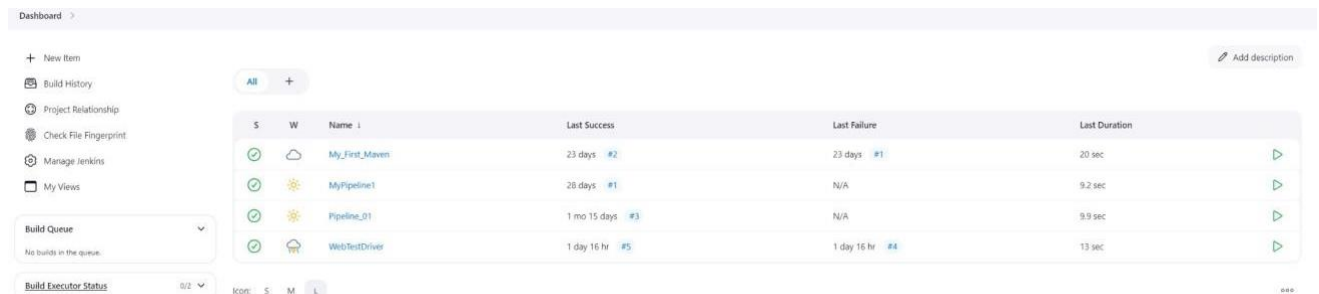 Dashboard >
+ New Item
Add description
Build History
All +
Project Relationship
Check File Fingerprint
S W Name ↓ Last Success Last Failure Last Duration
My_First_Maven 23 days #2 23 days #1 20 sec
Manage Jenkins
MyPipeline1 28 days #1 N/A 9.2 sec
My Views
Pipeline_01 1 mo 15 days #3 N/A 9.9 sec
Build Queue
WebTestDriver 1 day 16 hr #5 1 day 16 hr #4 13 sec
No builds in the queue.
Build Executor Status 0/2
Icon: S M L